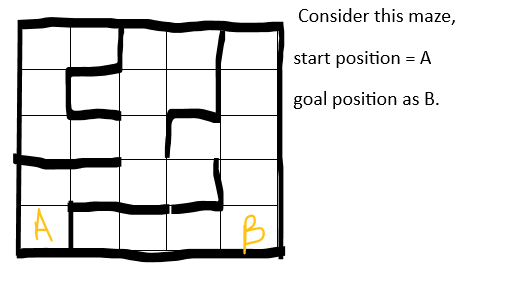 Consider this maze,
start position = A
goal position as B.
A
B